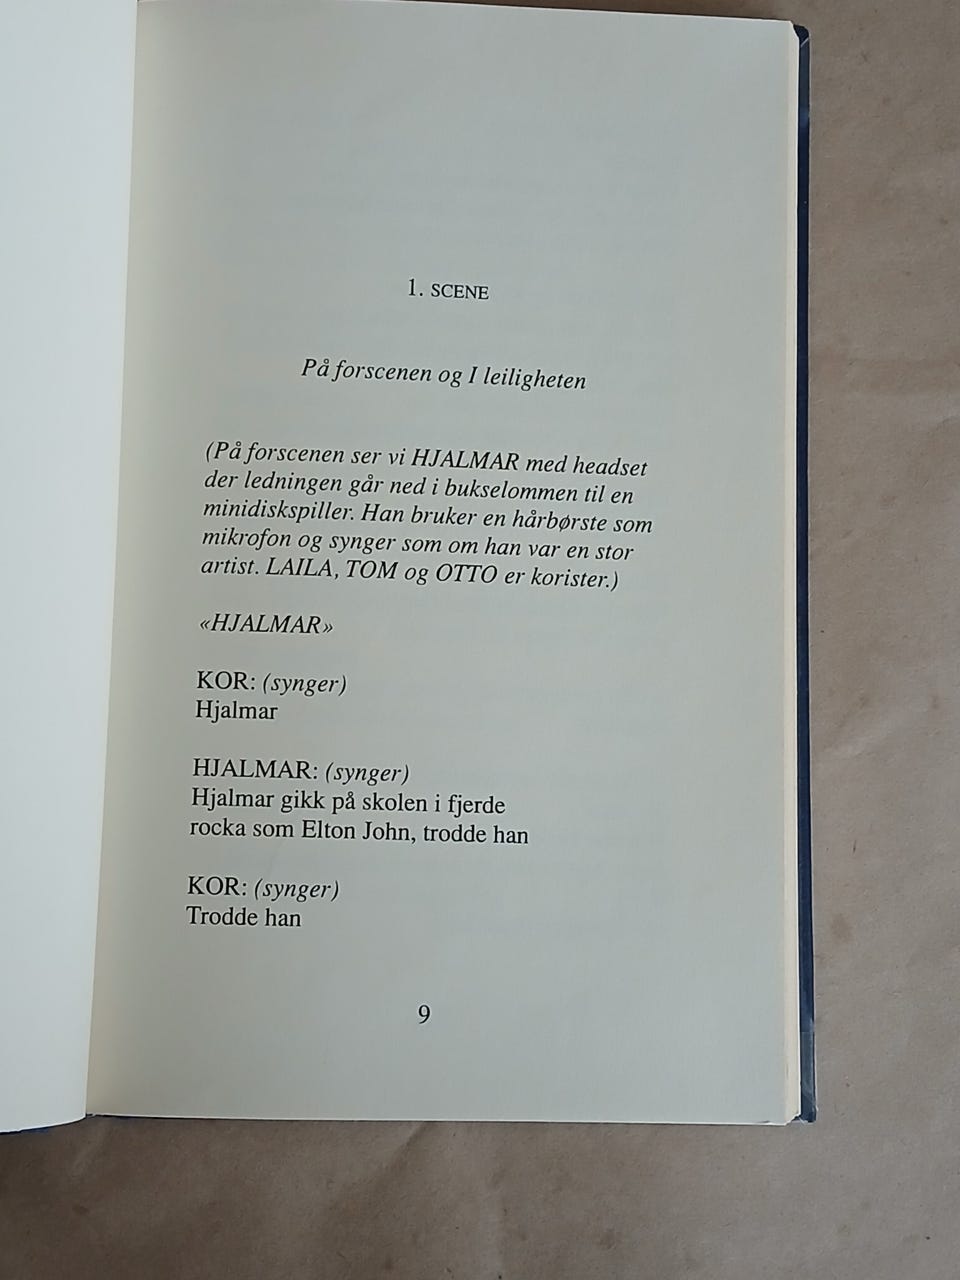 1. SCENE
På forscenen og I leiligheten
(På forscenen ser vi HJALMAR med headset
der ledningen går ned i bukselommen til en
minidiskspiller. Han bruker en hårbørste som
mikrofon og synger som om han var en stor
artist. LAILA, TOM og OTTO er korister.)
«HJALMAR»
KOR: (synger)
Hjalmar
HJALMAR: (synger)
Hjalmar gikk på skolen i fjerde
rocka som Elton John, trodde han
KOR: (synger)
Trodde han
9